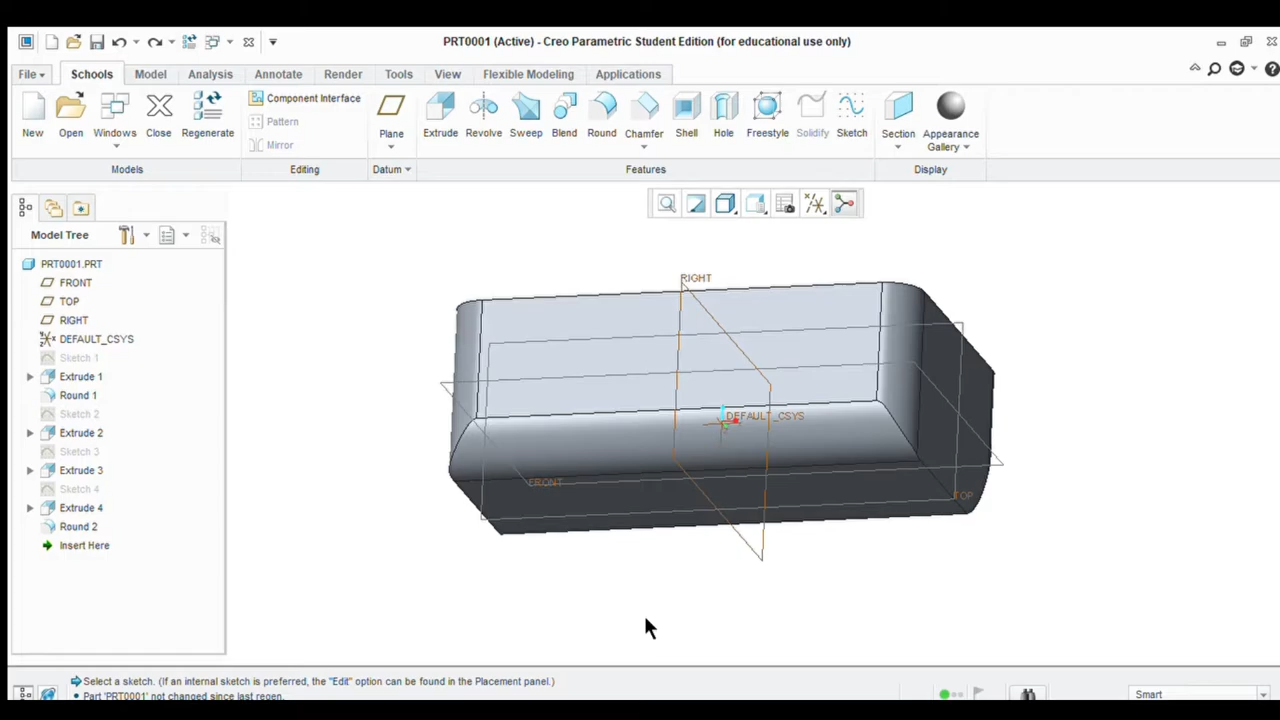 PRT0001 (Active) - Creo Parametric Student Edition (for educational use only)
File Schools Model Analysis Annotate Render Tools View Flexible Modeling Applications
New Open Windows Close Regenerate
Component Interface
Pattern
Mirror
Plane
Extrude Revolve Sweep Blend Round Chamfer Shell Hole Freestyle Solidify Sketch
Section Appearance
Gallery
Models Editing Datum Features Display
Model Tree
PRT0001.PRT
FRONT
TOP
RIGHT
DEFAULT_CSYS
Sketch 1
Extrude 1
Round 1
Sketch 2
Extrude 2
Sketch 3
Extrude 3
Sketch 4
Extrude 4
Round 2
Insert Here
RIGHT
DEFAULT_CSYS
FRONT
TOP
Select a sketch. (If an internal sketch is preferred, the "Edit" option can be found in the Placement panel.)
• Part 'PRT0001' not changed since last regen.
Smart